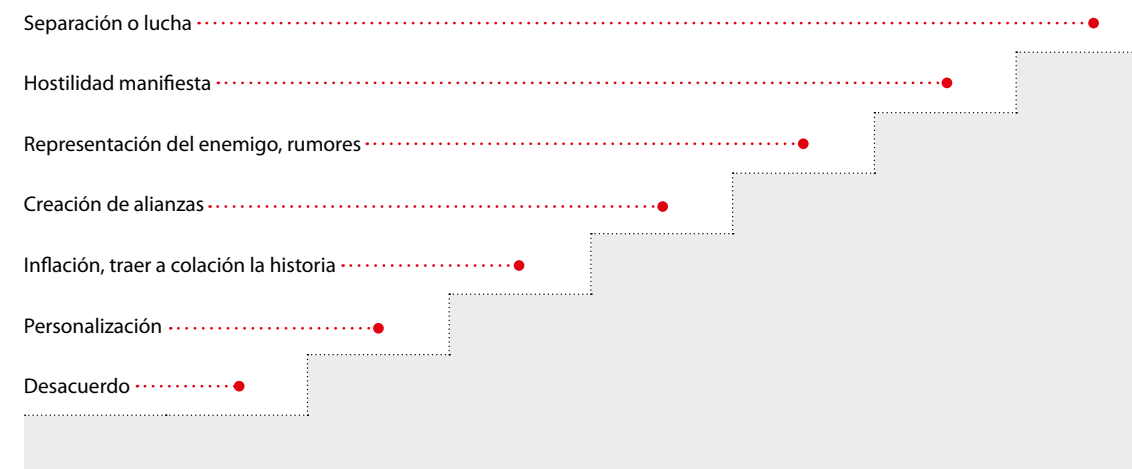 Separación o lucha
Hostilidad manifiesta
Representación del enemigo, rumores
Creación de alianzas
Inflación, traer a colación la historia
Personalización
Desacuerdo